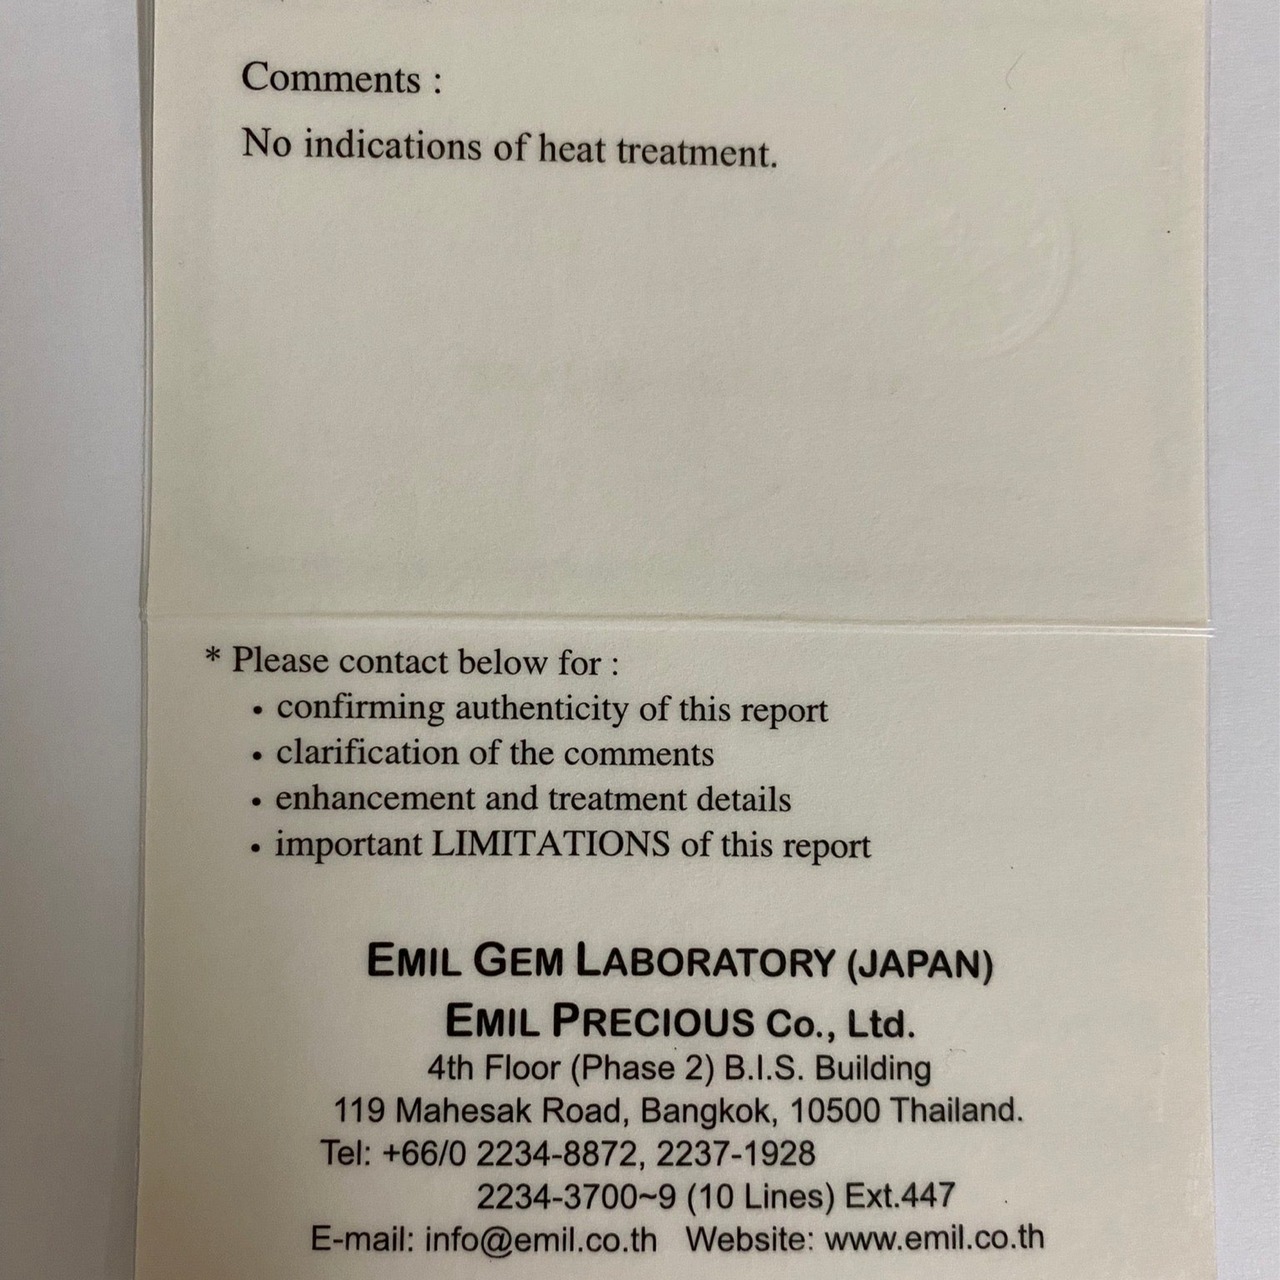 Comments :
No indications of heat treatment.
* Please contact below for :
• confirming authenticity of this report
• clarification of the comments
• enhancement and treatment details
• important LIMITATIONS of this report
EMIL GEM LABORATORY (JAPAN)
EMIL PRECIOUS Co., Ltd.
4th Floor (Phase 2) B.I.S. Building
119 Mahesak Road, Bangkok, 10500 Thailand.
Tel: +66/0 2234-8872, 2237-1928
2234-3700~9 (10 Lines) Ext.447
E-mail: info@emil.co.th   Website: www.emil.co.th